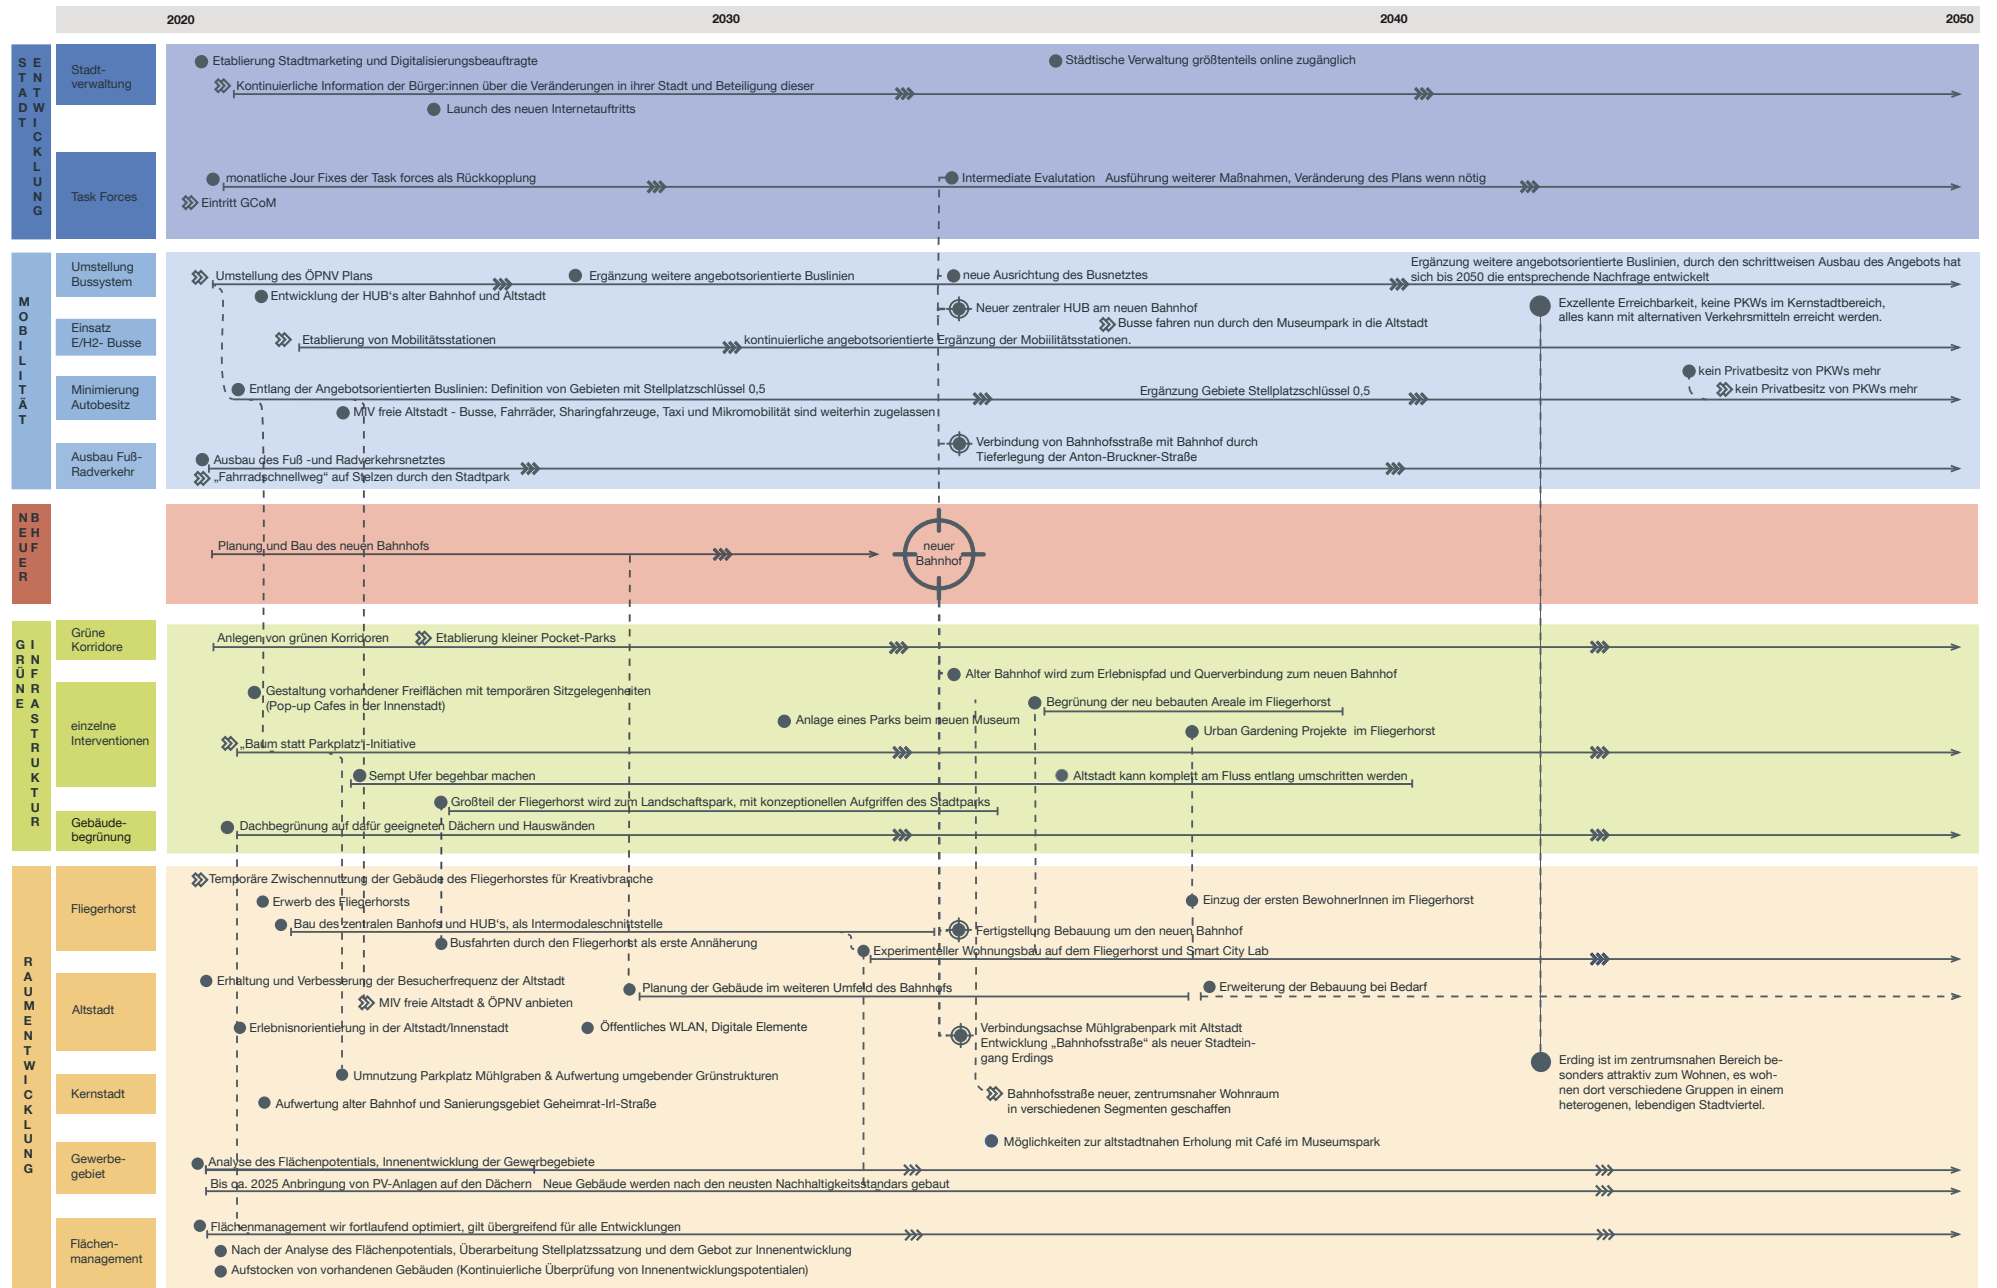 2020
2030
2040
2050
STADT
ENTWICKLUNG
Stadt-
verwaltung
Etablierung Stadtmarketing und Digitalisierungsbeauftragte
Städtische Verwaltung größtenteils online zugänglich
Kontinuierliche Information der Bürger:innen über die Veränderungen in ihrer Stadt und Beteiligung dieser
Launch des neuen Internetauftritts
Task Forces
monatliche Jour Fixes der Task forces als Rückkopplung
Intermediate Evalutation   Ausführung weiterer Maßnahmen, Veränderung des Plans wenn nötig
Eintritt GCoM
MOBILITÄT
Umstellung
Bussystem
Umstellung des ÖPNV Plans
Ergänzung weitere angebotsorientierte Buslinien
neue Ausrichtung des Busnetztes
Ergänzung weitere angebotsorientierte Buslinien, durch den schrittweisen Ausbau des Angebots hat
sich bis 2050 die entsprechende Nachfrage entwickelt
Entwicklung der HUB's alter Bahnhof und Altstadt
Neuer zentraler HUB am neuen Bahnhof
Exzellente Erreichbarkeit, keine PKWs im Kernstadtbereich,
alles kann mit alternativen Verkehrsmitteln erreicht werden.
Einsatz
E/H2- Busse
Busse fahren nun durch den Museumpark in die Altstadt
Etablierung von Mobilitätsstationen
kontinuierliche angebotsorientierte Ergänzung der Mobiilitätsstationen.
Minimierung
Autobesitz
Entlang der Angebotsorientierten Buslinien: Definition von Gebieten mit Stellplatzschlüssel 0,5
Ergänzung Gebiete Stellplatzschlüssel 0,5
kein Privatbesitz von PKWs mehr
kein Privatbesitz von PKWs mehr
MIV freie Altstadt - Busse, Fahrräder, Sharingfahrzeuge, Taxi und Mikromobilität sind weiterhin zugelassen
Ausbau Fuß-
Radverkehr
Ausbau des Fuß -und Radverkehrsnetztes
Verbindung von Bahnhofsstraße mit Bahnhof durch
Tieferlegung der Anton-Bruckner-Straße
„Fahrradschnellweg“ auf Stelzen durch den Stadtpark
NEUER
BHF
Planung und Bau des neuen Bahnhofs
neuer
Bahnhof
GRÜNE
INFRASTRUKTUR
Grüne
Korridore
Anlegen von grünen Korridoren
Etablierung kleiner Pocket-Parks
einzelne
Interventionen
Alter Bahnhof wird zum Erlebnispfad und Querverbindung zum neuen Bahnhof
Gestaltung vorhandener Freiflächen mit temporären Sitzgelegenheiten
(Pop-up Cafes in der Innenstadt)
Begrünung der neu bebauten Areale im Fliegerhorst
Anlage eines Parks beim neuen Museum
Urban Gardening Projekte  im Fliegerhorst
„Baum statt Parkplatz“-Initiative
Sempt Ufer begehbar machen
Altstadt kann komplett am Fluss entlang umschritten werden
Großteil der Fliegerhorst wird zum Landschaftspark, mit konzeptionellen Aufgriffen des Stadtparks
Gebäude-
begrünung
Dachbegrünung auf dafür geeigneten Dächern und Hauswänden
RAUMENTWICKLUNG
Fliegerhorst
Temporäre Zwischennutzung der Gebäude des Fliegerhorstes für Kreativbranche
Erwerb des Fliegerhorsts
Einzug der ersten BewohnerInnen im Fliegerhorst
Bau des zentralen Banhofs und HUB's, als Intermodaleschnittstelle
Fertigstellung Bebauung um den neuen Bahnhof
Busfahrten durch den Fliegerhorst als erste Annäherung
Experimenteller Wohnungsbau auf dem Fliegerhorst und Smart City Lab
Altstadt
Erhaltung und Verbesserung der Besucherfrequenz der Altstadt
Planung der Gebäude im weiteren Umfeld des Bahnhofs
Erweiterung der Bebauung bei Bedarf
MIV freie Altstadt & ÖPNV anbieten
Erlebnisorientierung in der Altstadt/Innenstadt
Öffentliches WLAN, Digitale Elemente
Verbindungsachse Mühlgrabenpark mit Altstadt
Entwicklung „Bahnhofsstraße“ als neuer Stadtein-
gang Erdings
Erding ist im zentrumsnahen Bereich be-
sonders attraktiv zum Wohnen, es woh-
nen dort verschiedene Gruppen in einem
heterogenen, lebendigen Stadtviertel.
Kernstadt
Umnutzung Parkplatz Mühlgraben & Aufwertung umgebender Grünstrukturen
Bahnhofsstraße neuer, zentrumsnaher Wohnraum
in verschiedenen Segmenten geschaffen
Aufwertung alter Bahnhof und Sanierungsgebiet Geheimrat-Irl-Straße
Möglichkeiten zur altstadtnahen Erholung mit Café im Museumspark
Gewerbe-
gebiet
Analyse des Flächenpotentials, Innenentwicklung der Gewerbegebiete
Bis ca. 2025 Anbringung von PV-Anlagen auf den Dächern   Neue Gebäude werden nach den neusten Nachhaltigkeitsstandars gebaut
Flächen-
management
Flächenmanagement wir fortlaufend optimiert, gilt übergreifend für alle Entwicklungen
Nach der Analyse des Flächenpotentials, Überarbeitung Stellplatzssatzung und dem Gebot zur Innenentwicklung
Aufstocken von vorhandenen Gebäuden (Kontinuierliche Überprüfung von Innenentwicklungspotentialen)